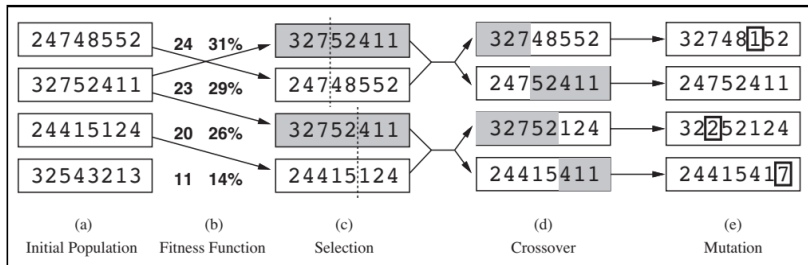 24748552 24 31% 32752411 32748552 32748152
32752411 23 29% 24748552 24752411 24752411
24415124 20 26% 32752411 32752124 32252124
32543213 11 14% 24415124 24415411 24415417
(a) (b) (c) (d) (e)
Initial Population Fitness Function Selection Crossover Mutation